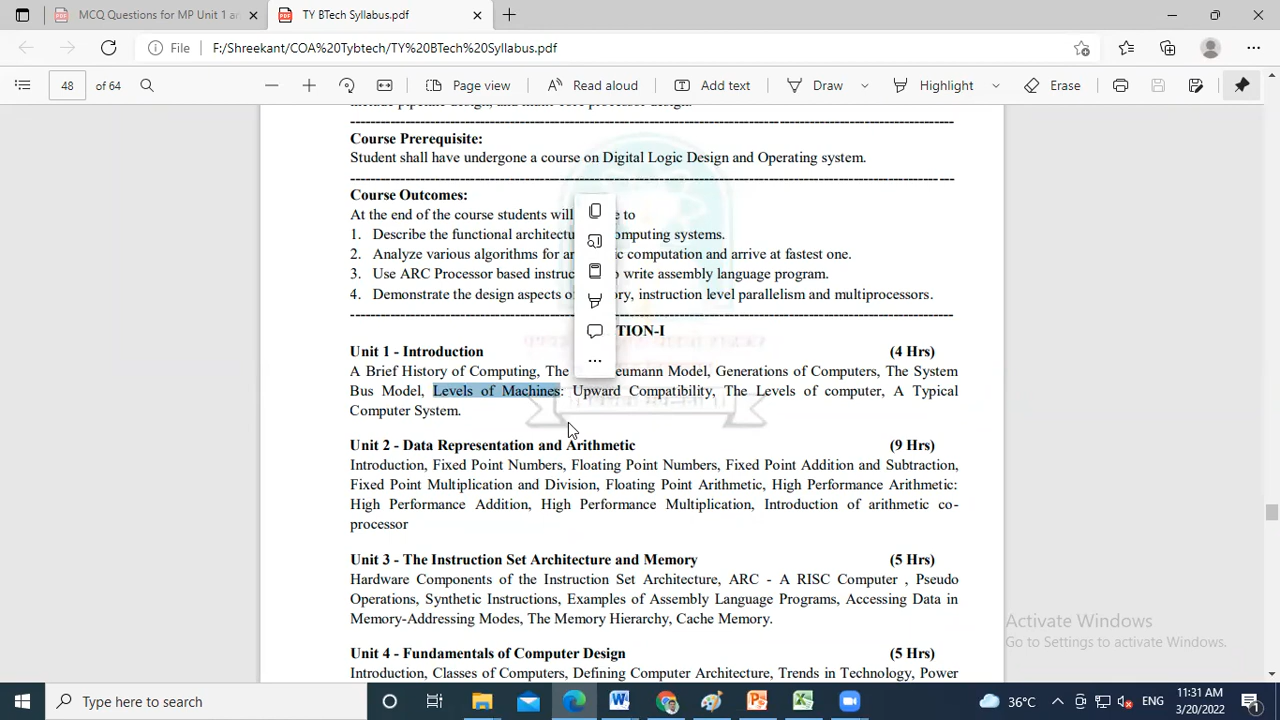 MCQ Questions for MP Unit 1 an
TY BTech Syllabus.pdf
File
F:/Shreekant/COA%20Tybtech/TY%20BTech%20Syllabus.pdf
48 of 64
Page view
Read aloud
Add text
Draw
Highlight
Erase
include pipeline design, and multi core processor design.
Course Prerequisite:
Student shall have undergone a course on Digital Logic Design and Operating system.
Course Outcomes:
At the end of the course students will to
1. Describe the functional computing systems.
2. Analyze various algorithms for computation and arrive at fastest one.
3. Use ARC Processor based write assembly language program.
4. Demonstrate the design aspects instruction level parallelism and multiprocessors.
TION-I
Unit 1 - Introduction (4 Hrs)
A Brief History of Computing, The Model, Generations of Computers, The System
Bus Model, Levels of Machines: Upward Compatibility, The Levels of computer, A Typical
Computer System.
Unit 2 - Data Representation and Arithmetic (9 Hrs)
Introduction, Fixed Point Numbers, Floating Point Numbers, Fixed Point Addition and Subtraction,
Fixed Point Multiplication and Division, Floating Point Arithmetic, High Performance Arithmetic:
High Performance Addition, High Performance Multiplication, Introduction of arithmetic co-
processor
Unit 3 - The Instruction Set Architecture and Memory (5 Hrs)
Hardware Components of the Instruction Set Architecture, ARC - A RISC Computer , Pseudo
Operations, Synthetic Instructions, Examples of Assembly Language Programs, Accessing Data in
Memory-Addressing Modes, The Memory Hierarchy, Cache Memory.
Unit 4 - Fundamentals of Computer Design (5 Hrs)
Introduction, Classes of Computers, Defining Computer Architecture, Trends in Technology, Power
Activate Windows
Go to Settings to activate Windows.
Type here to search
36°C
ENG
11:31 AM
3/20/2022
1